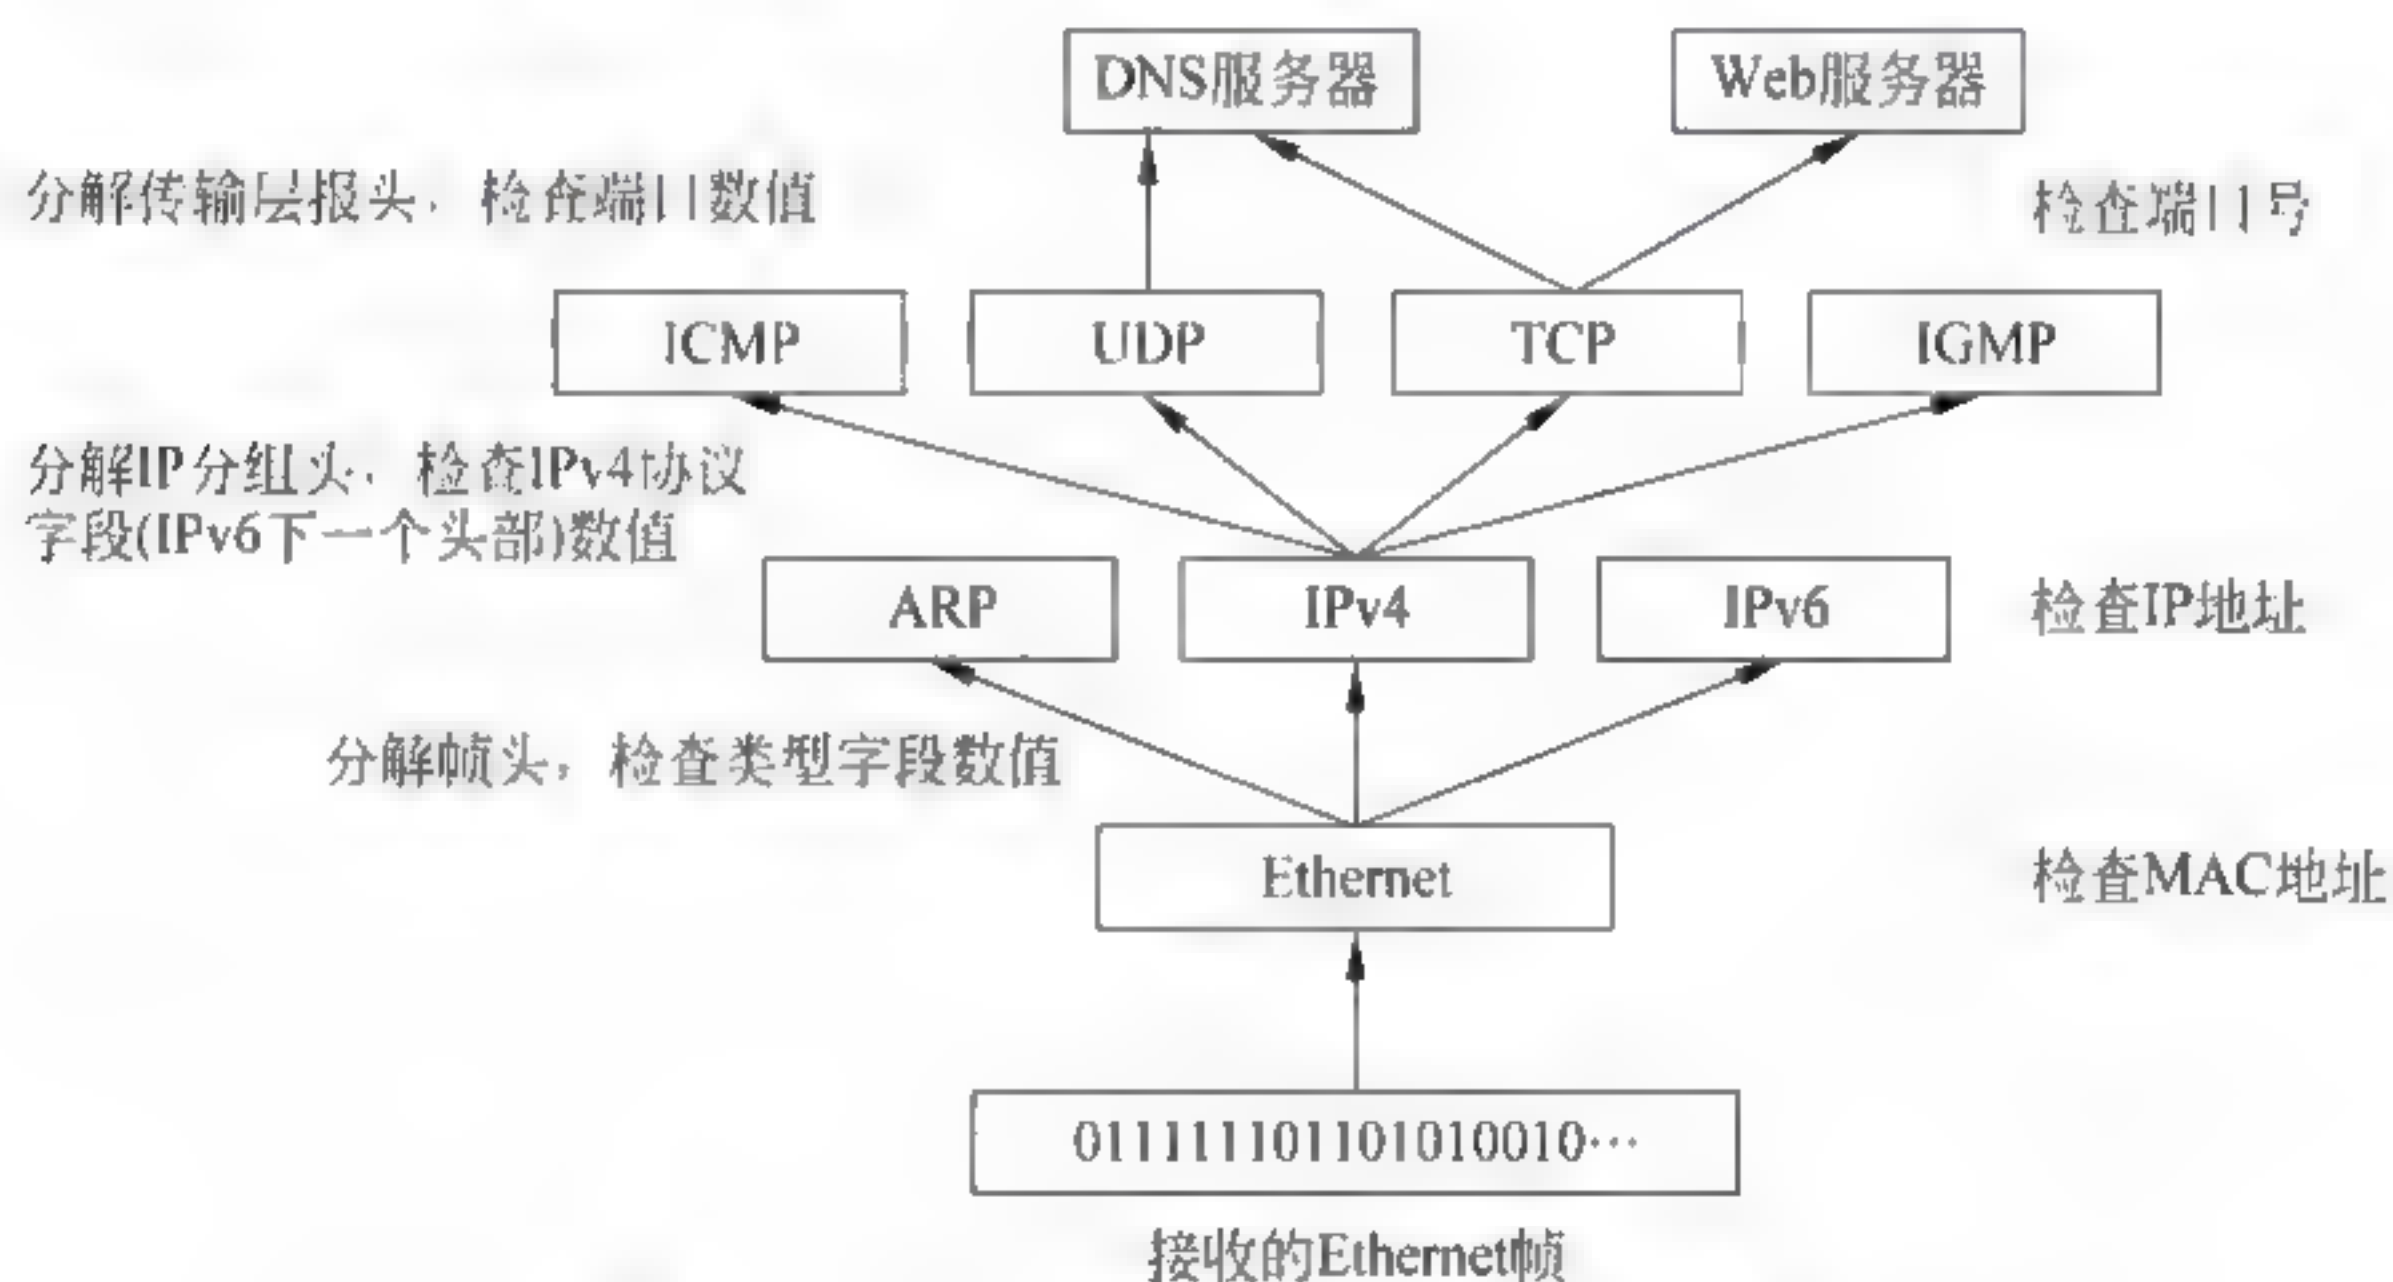 DNS服务器
Web服务器
分解传输层报头，检查端口数值
检查端口号
ICMP
UDP
TCP
IGMP
分解IP分组头，检查IPv4协议
字段(IPv6下一个头部)数值
ARP
IPv4
IPv6
检查IP地址
分解帧头，检查类型字段数值
Ethernet
检查MAC地址
0111111101101010010…
接收的Ethernet帧